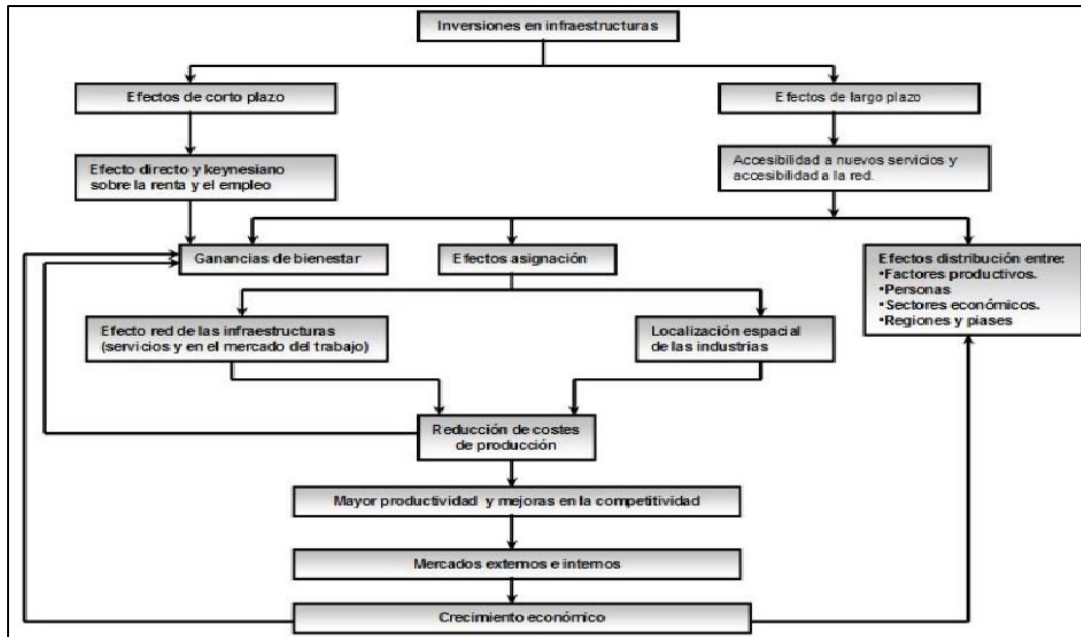 Inversiones en infraestructuras
Efectos de corto plazo
Efectos de largo plazo
Efecto directo y keynesiano
sobre la renta y el empleo
Accesibilidad a nuevos servicios y
accesibilidad a la red.
Ganancias de bienestar
Efectos asignación
Efectos distribución entre:
•Factores productivos.
•Personas
•Sectores económicos.
•Regiones y piases
Efecto red de las infraestructuras
(servicios y en el mercado del trabajo)
Localización espacial
de las industrias
Reducción de costes
de producción
Mayor productividad y mejoras en la competitividad
Mercados externos e internos
Crecimiento económico